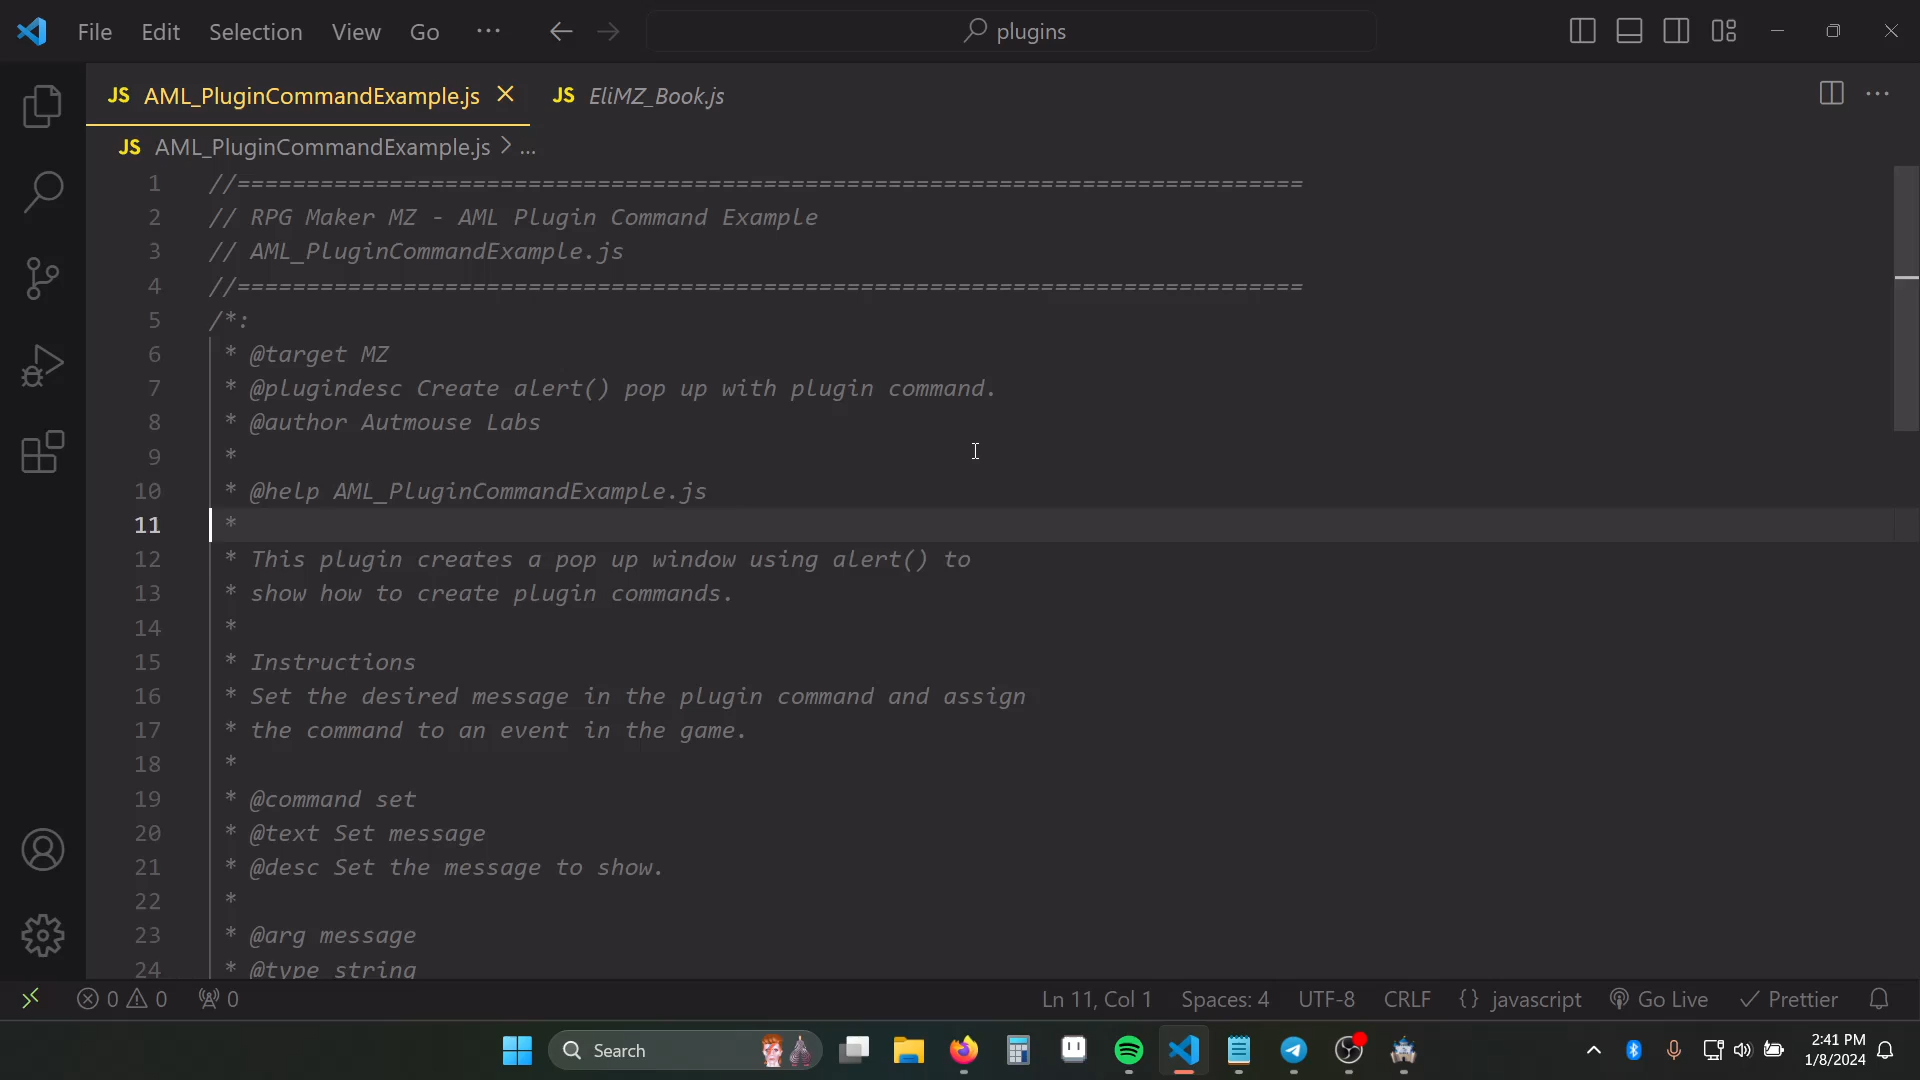 File Edit Selection View Go ··· plugins
JS AML_PluginCommandExample.js JS EliMZ_Book.js
JS AML_PluginCommandExample.js > ...
1 //=============================================================================
2 // RPG Maker MZ - AML Plugin Command Example
3 // AML_PluginCommandExample.js
4 //=============================================================================
5 /*:
6 * @target MZ
7 * @plugindesc Create alert() pop up with plugin command.
8 * @author Autmouse Labs
9 *
10 * @help AML_PluginCommandExample.js
11 *
12 * This plugin creates a pop up window using alert() to
13 * show how to create plugin commands.
14 *
15 * Instructions
16 * Set the desired message in the plugin command and assign
17 * the command to an event in the game.
18 *
19 * @command set
20 * @text Set message
21 * @desc Set the message to show.
22 *
23 * @arg message
24 * @type string
0 0 0 Ln 11, Col 1 Spaces: 4 UTF-8 CRLF {} javascript Go Live Prettier
Search 2:41 PM
1/8/2024